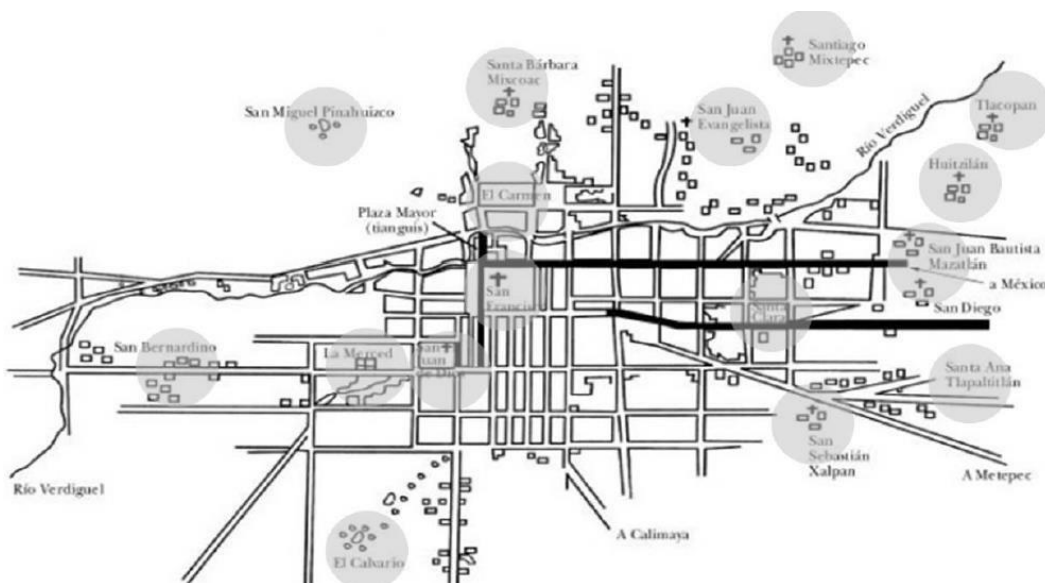 Santiago
Mixtepec
Santa Bárbara
Mixcoac
San Miguel Pinahuizco
San Juan
Evangelista
Río Verdiguel
Tlacopan
Huitzilán
El Carmen
Plaza Mayor
(tianguis)
San Juan Bautista
Mazatlán
a México
San
Francisco
San Diego
Santa
Clara
San Bernardino
La Merced
San
Juan
de Dios
Santa Ana
Tlapaltitlán
San
Sebastián
Xalpan
A Metepec
Río Verdiguel
A Calimaya
El Calvario